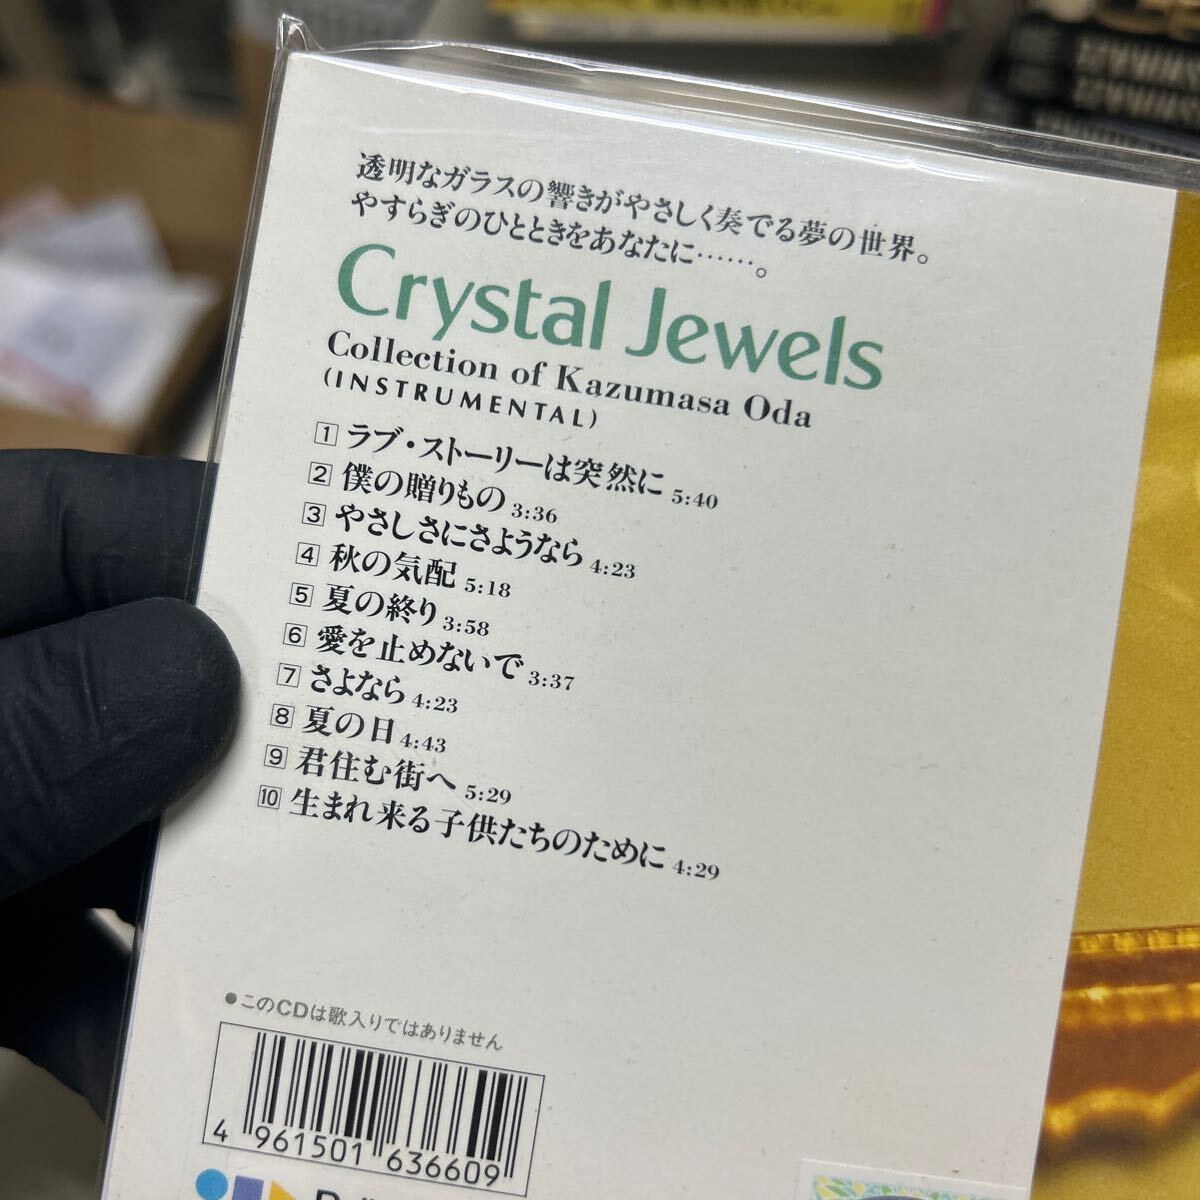 透明なガラスの響きがやさしく奏でる夢の世界。
やすらぎのひとときをあなたに……。
Crystal Jewels
Collection of Kazumasa Oda
(INSTRUMENTAL)
1 ラブ・ストーリーは突然に 5:40
2 僕の贈りもの 3:36
3 やさしさにさようなら 4:23
4 秋の気配 5:18
5 夏の終り 3:58
6 愛を止めないで 3:37
7 さよなら 4:23
8 夏の日 4:43
9 君住む街へ 5:29
10 生まれ来る子供たちのために 4:29
●このCDは歌入りではありません
4 961501 636609